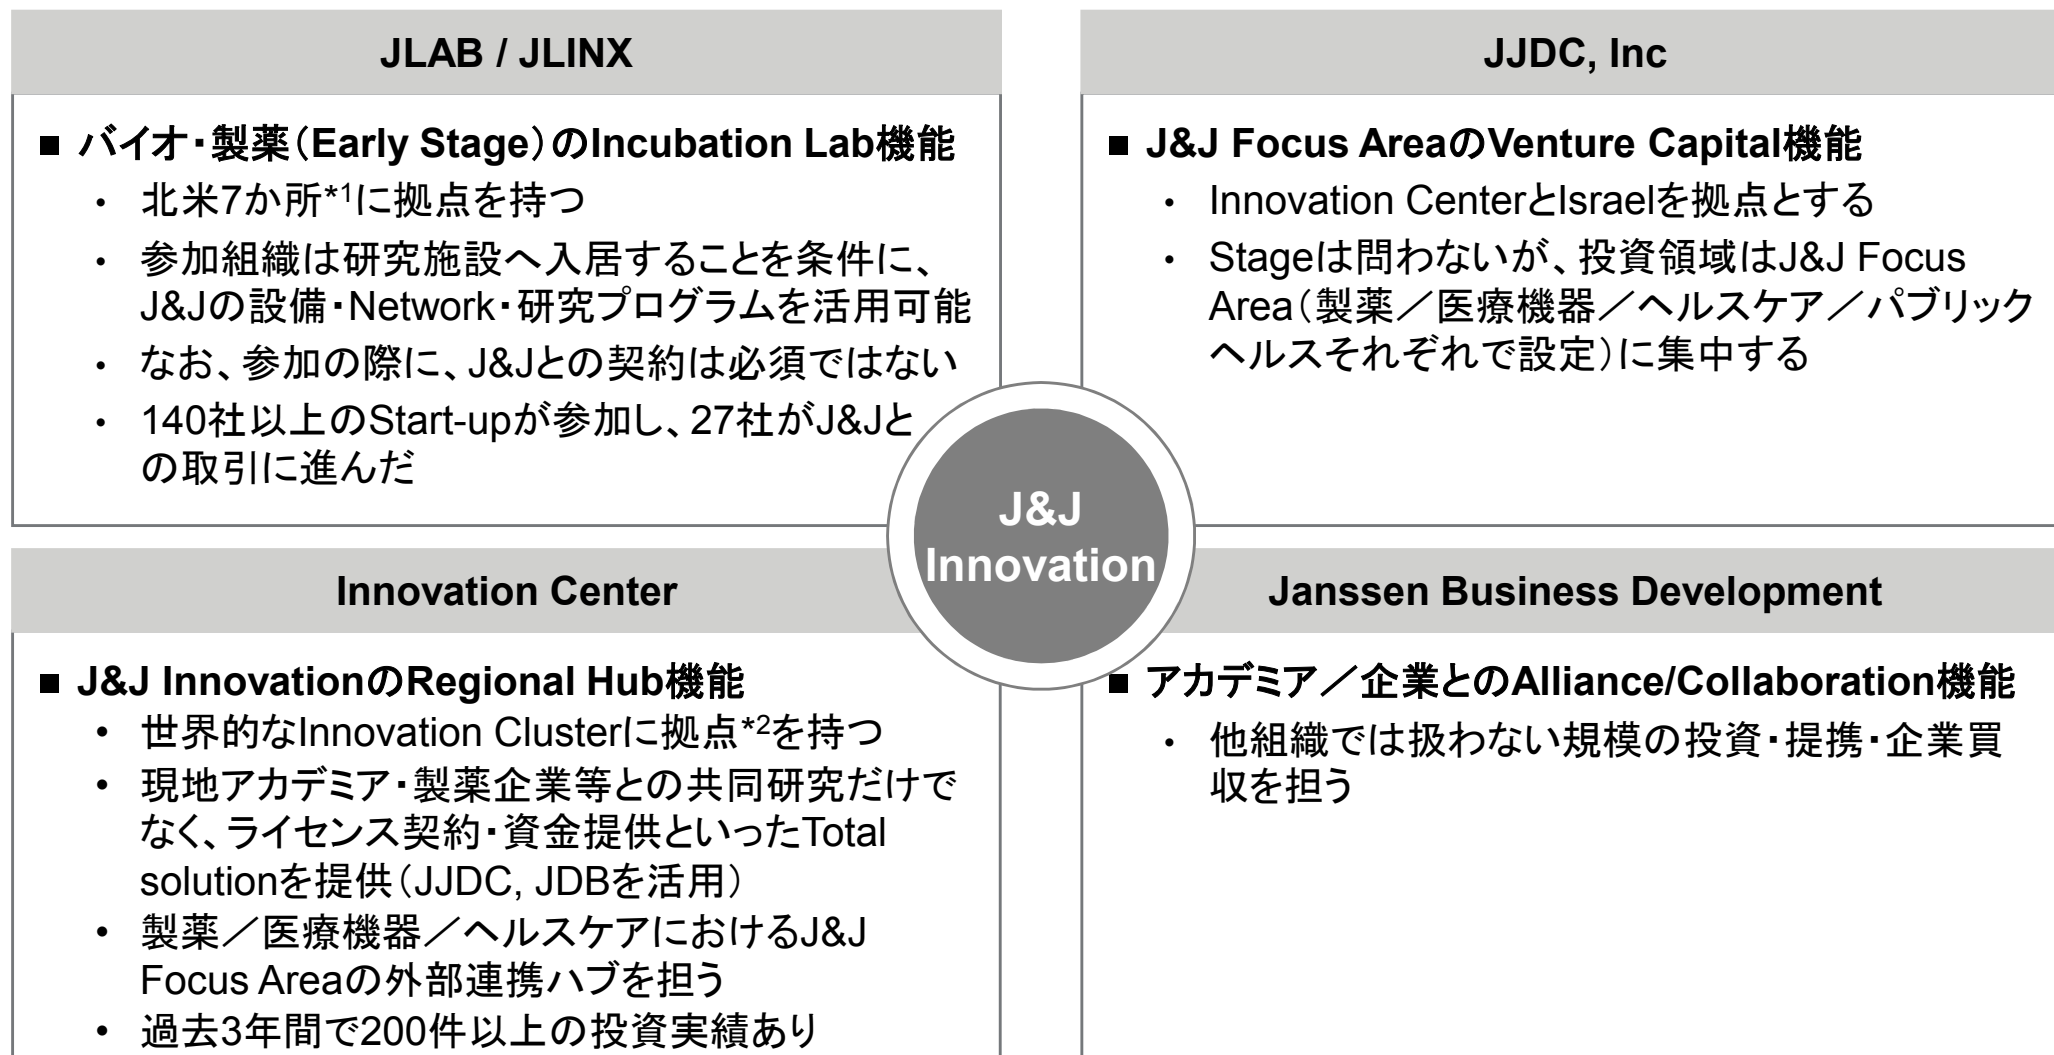 JLAB / JLINX
■ バイオ・製薬（Early Stage）のIncubation Lab機能
• 北米7か所*1に拠点を持つ
• 参加組織は研究施設へ入居することを条件に、
J&Jの設備・Network・研究プログラムを活用可能
• なお、参加の際に、J&Jとの契約は必須ではない
• 140社以上のStart-upが参加し、27社がJ&Jと
の取引に進んだ
JJDC, Inc
■ J&J Focus AreaのVenture Capital機能
• Innovation CenterとIsraelを拠点とする
• Stageは問わないが、投資領域はJ&J Focus
Area（製薬／医療機器／ヘルスケア／パブリック
ヘルスそれぞれで設定）に集中する
J&J
Innovation
Innovation Center
■ J&J InnovationのRegional Hub機能
• 世界的なInnovation Clusterに拠点*2を持つ
• 現地アカデミア・製薬企業等との共同研究だけで
なく、ライセンス契約・資金提供といったTotal
solutionを提供（JJDC, JDBを活用）
• 製薬／医療機器／ヘルスケアにおけるJ&J
Focus Areaの外部連携ハブを担う
• 過去3年間で200件以上の投資実績あり
Janssen Business Development
■ アカデミア／企業とのAlliance/Collaboration機能
• 他組織では扱わない規模の投資・提携・企業買
収を担う